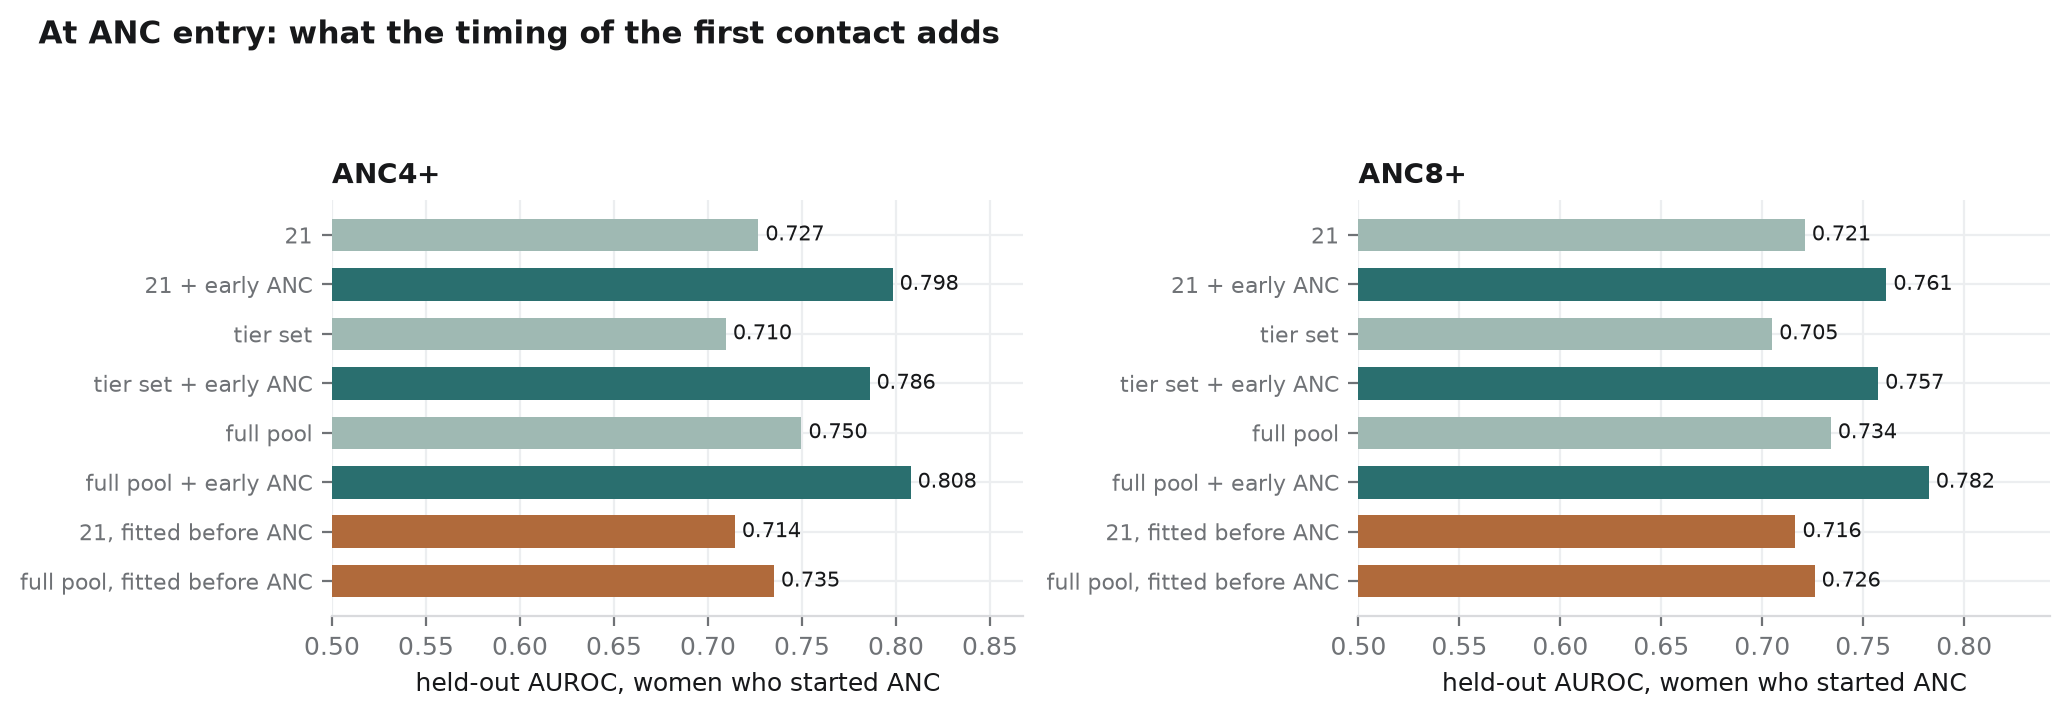 At ANC entry: what the timing of the first contact adds
ANC4+
21
0.727
21 + early ANC
0.798
tier set
0.710
tier set + early ANC
0.786
full pool
0.750
full pool + early ANC
0.808
21, fitted before ANC
0.714
full pool, fitted before ANC
0.735
0.50 0.55 0.60 0.65 0.70 0.75 0.80 0.85
held-out AUROC, women who started ANC
ANC8+
21
0.721
21 + early ANC
0.761
tier set
0.705
tier set + early ANC
0.757
full pool
0.734
full pool + early ANC
0.782
21, fitted before ANC
0.716
full pool, fitted before ANC
0.726
0.50 0.55 0.60 0.65 0.70 0.75 0.80
held-out AUROC, women who started ANC